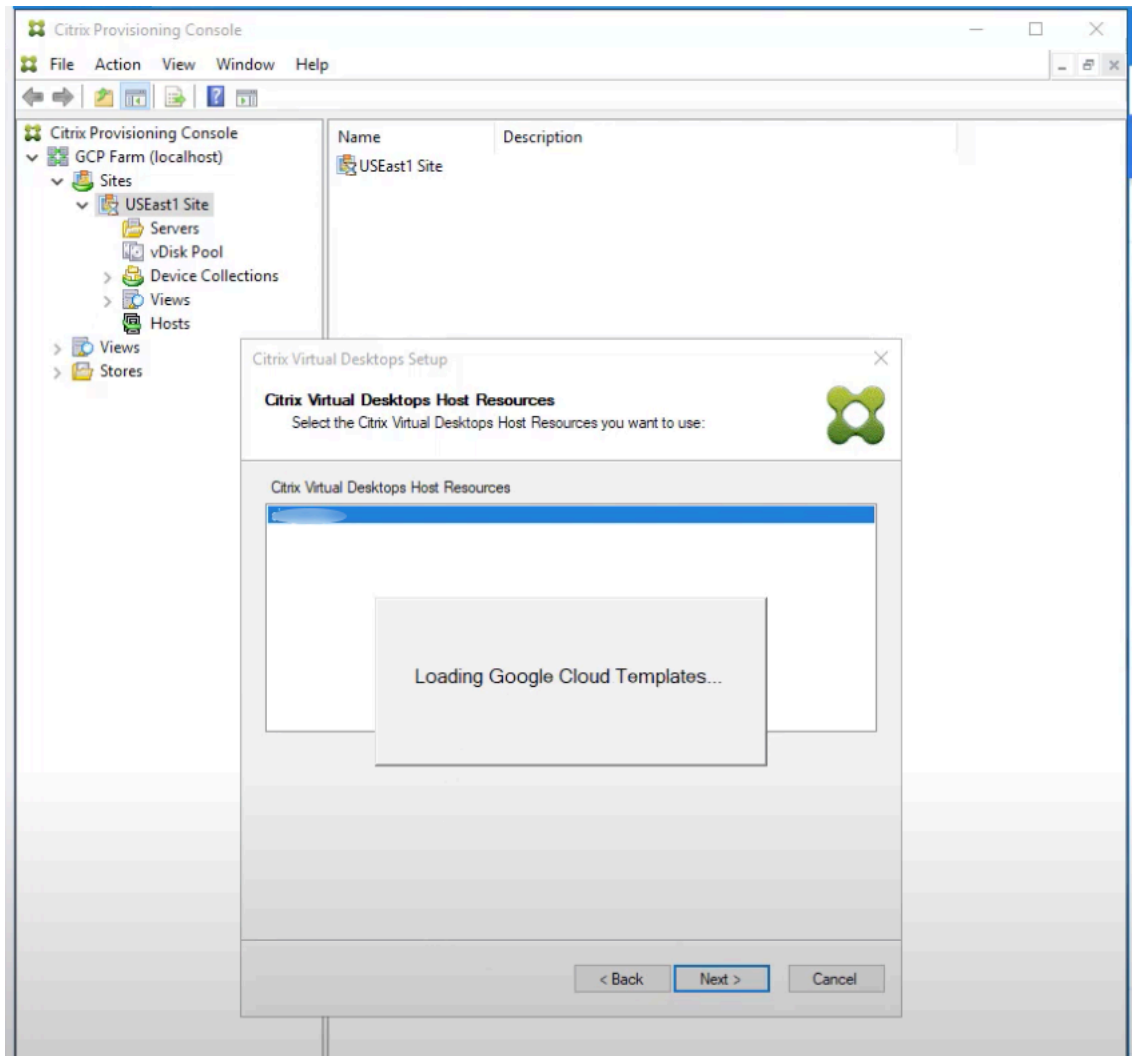 Citrix Provisioning Console
File Action View Window Help
Citrix Provisioning Console
GCP Farm (localhost)
Sites
USEast1 Site
Servers
vDisk Pool
Device Collections
Views
Hosts
Views
Stores
Name Description
USEast1 Site
Citrix Virtual Desktops Setup
Citrix Virtual Desktops Host Resources
Select the Citrix Virtual Desktops Host Resources you want to use:
Citrix Virtual Desktops Host Resources
Loading Google Cloud Templates...
< Back Next > Cancel